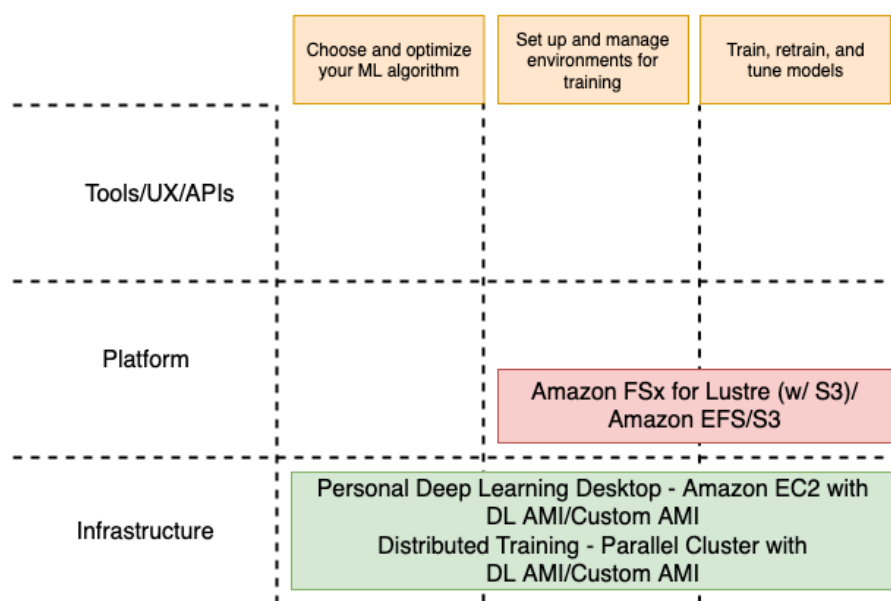 Choose and optimize
your ML algorithm
Set up and manage
environments for
training
Train, retrain, and
tune models
Tools/UX/APIs
Platform
Amazon FSx for Lustre (w/ S3)/
Amazon EFS/S3
Infrastructure
Personal Deep Learning Desktop - Amazon EC2 with
DL AMI/Custom AMI
Distributed Training - Parallel Cluster with
DL AMI/Custom AMI